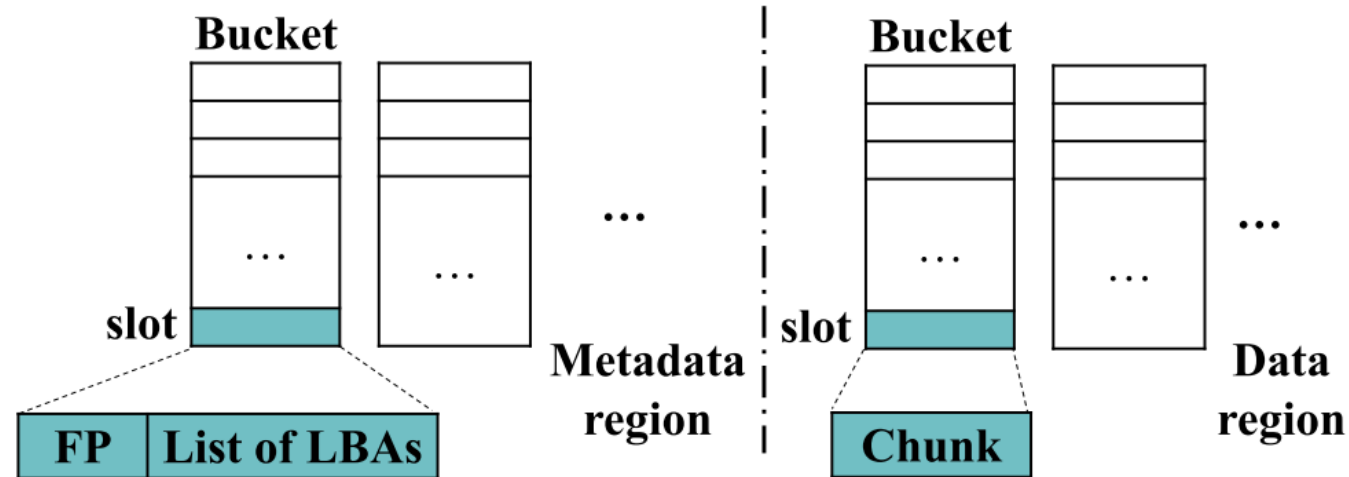 Bucket
...
...
slot
Metadata
region
...
FP
List of LBAs
Bucket
...
...
slot
Data
region
...
Chunk